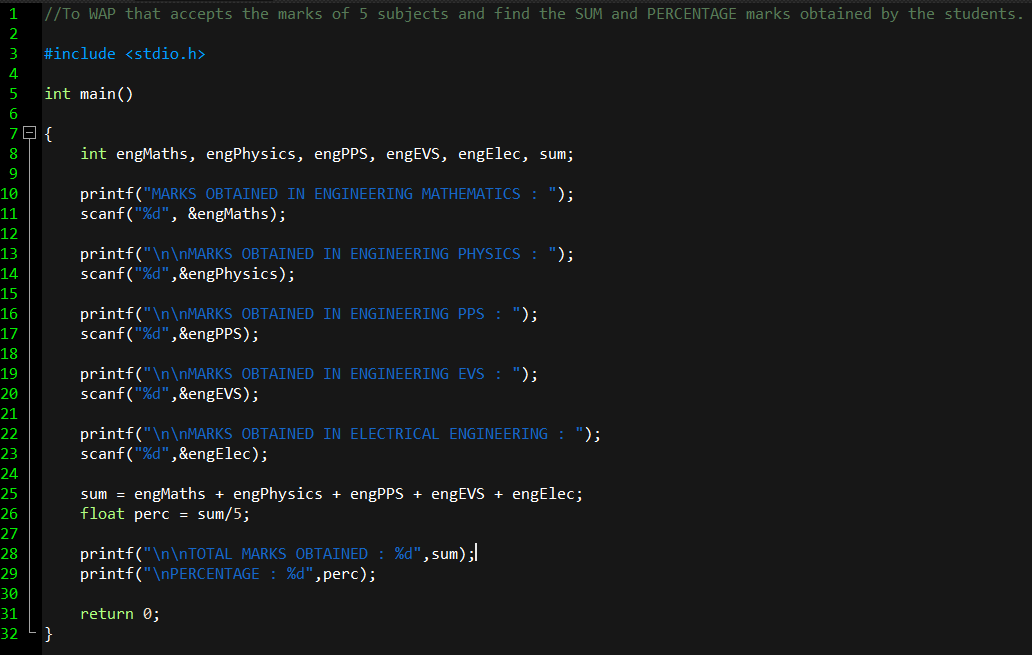 1 //To WAP that accepts the marks of 5 subjects and find the SUM and PERCENTAGE marks obtained by the students.
2
3 #include <stdio.h>
4
5 int main()
6
7 {
8 int engMaths, engPhysics, engPPS, engEVS, engElec, sum;
9
10 printf("MARKS OBTAINED IN ENGINEERING MATHEMATICS : ");
11 scanf("%d", &engMaths);
12
13 printf("\n\nMARKS OBTAINED IN ENGINEERING PHYSICS : ");
14 scanf("%d",&engPhysics);
15
16 printf("\n\nMARKS OBTAINED IN ENGINEERING PPS : ");
17 scanf("%d",&engPPS);
18
19 printf("\n\nMARKS OBTAINED IN ENGINEERING EVS : ");
20 scanf("%d",&engEVS);
21
22 printf("\n\nMARKS OBTAINED IN ELECTRICAL ENGINEERING : ");
23 scanf("%d",&engElec);
24
25 sum = engMaths + engPhysics + engPPS + engEVS + engElec;
26 float perc = sum/5;
27
28 printf("\n\nTOTAL MARKS OBTAINED : %d",sum);
29 printf("\nPERCENTAGE : %d",perc);
30
31 return 0;
32 }